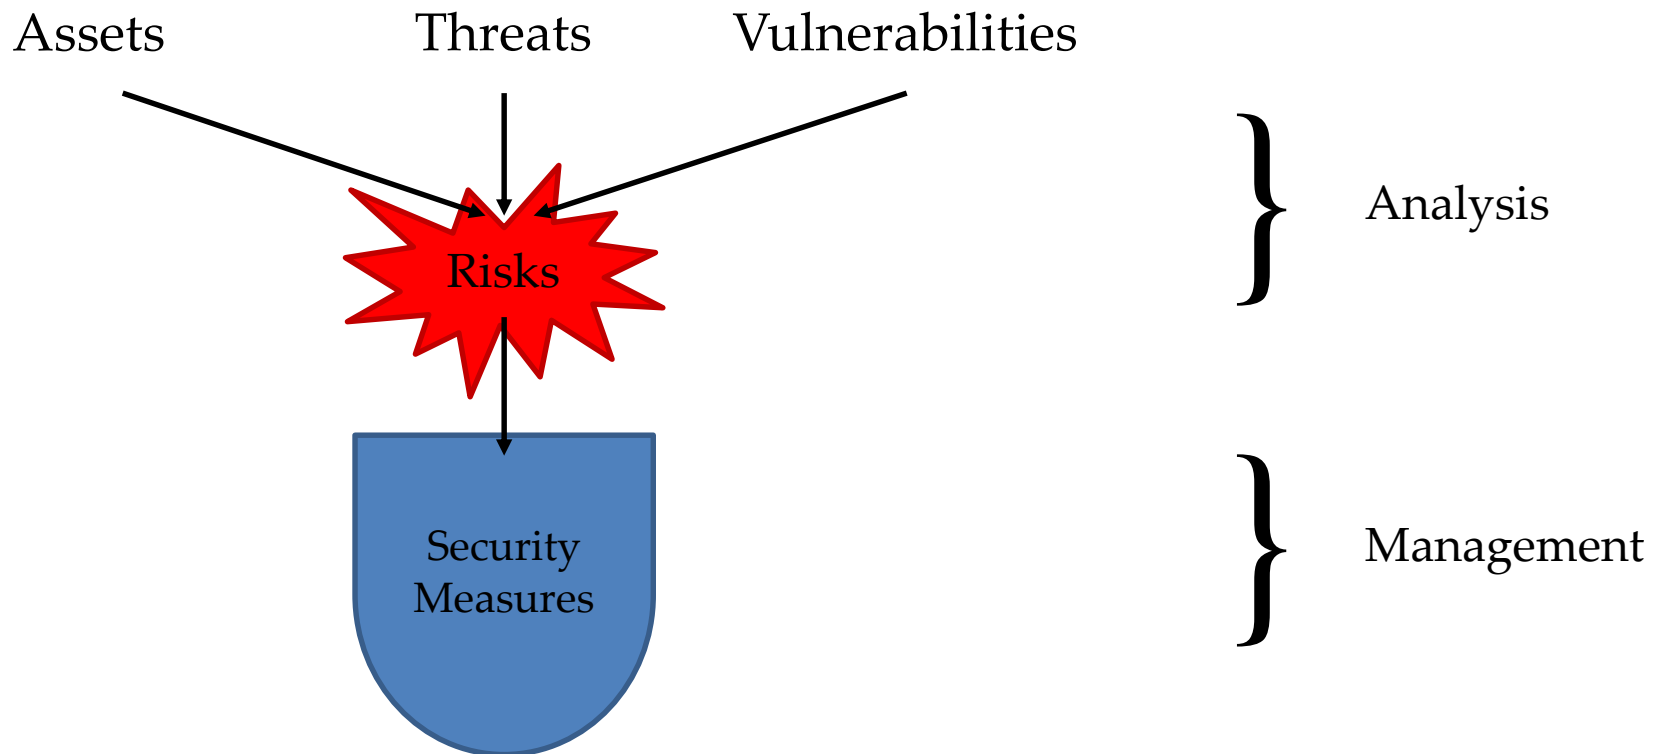 Assets
Threats
Vulnerabilities
Analysis
Risks
Security
Measures
Management